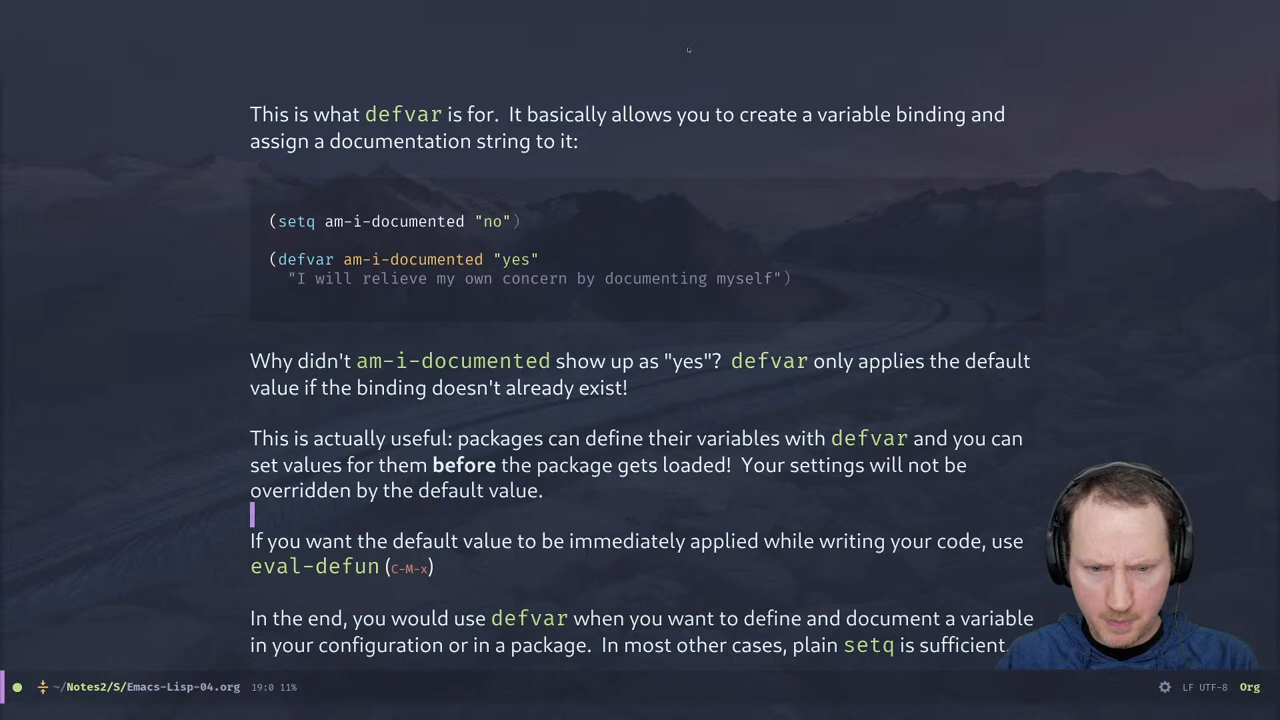 This is what defvar is for.  It basically allows you to create a variable binding and
assign a documentation string to it:
(setq am-i-documented "no")
(defvar am-i-documented "yes"
"I will relieve my own concern by documenting myself")
Why didn't am-i-documented show up as "yes"?  defvar only applies the default
value if the binding doesn't already exist!
This is actually useful: packages can define their variables with defvar and you can
set values for them before the package gets loaded!  Your settings will not be
overridden by the default value.
If you want the default value to be immediately applied while writing your code, use
eval-defun (C-M-x)
In the end, you would use defvar when you want to define and document a variable
in your configuration or in a package.  In most other cases, plain setq is sufficient.
~/Notes2/S/Emacs-Lisp-04.org 19:0 11% LF UTF-8 Org